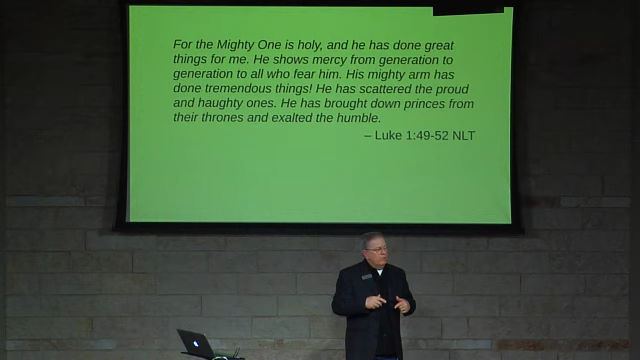 For the Mighty One is holy, and he has done great
things for me. He shows mercy from generation to
generation to all who fear him. His mighty arm has
done tremendous things! He has scattered the proud
and haughty ones. He has brought down princes from
their thrones and exalted the humble.
– Luke 1:49-52 NLT